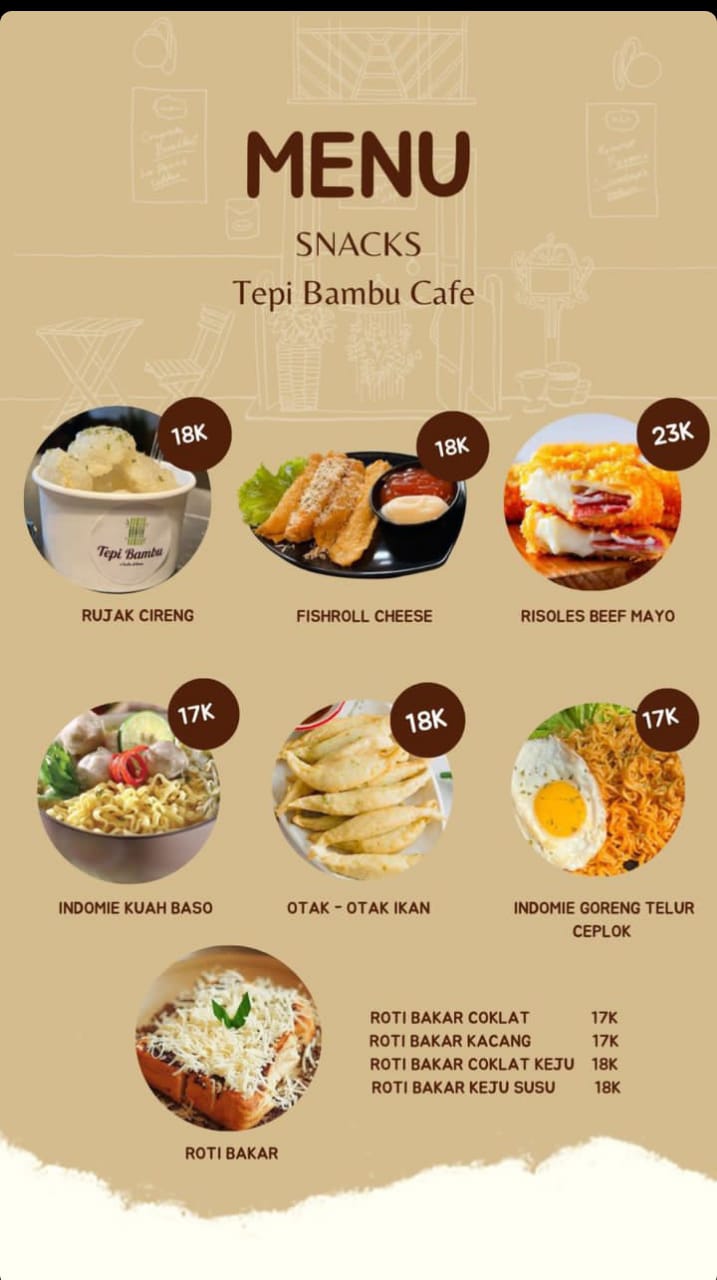 MENU
SNACKS
Tepi Bambu Cafe
18K
18K
23K
Tepi Bambu
RUJAK CIRENG
FISHROLL CHEESE
RISOLES BEEF MAYO
17K
18K
17K
INDOMIE KUAH BASO
OTAK - OTAK IKAN
INDOMIE GORENG TELUR
CEPLOK
ROTI BAKAR COKLAT 17K
ROTI BAKAR KACANG 17K
ROTI BAKAR COKLAT KEJU 18K
ROTI BAKAR KEJU SUSU 18K
ROTI BAKAR